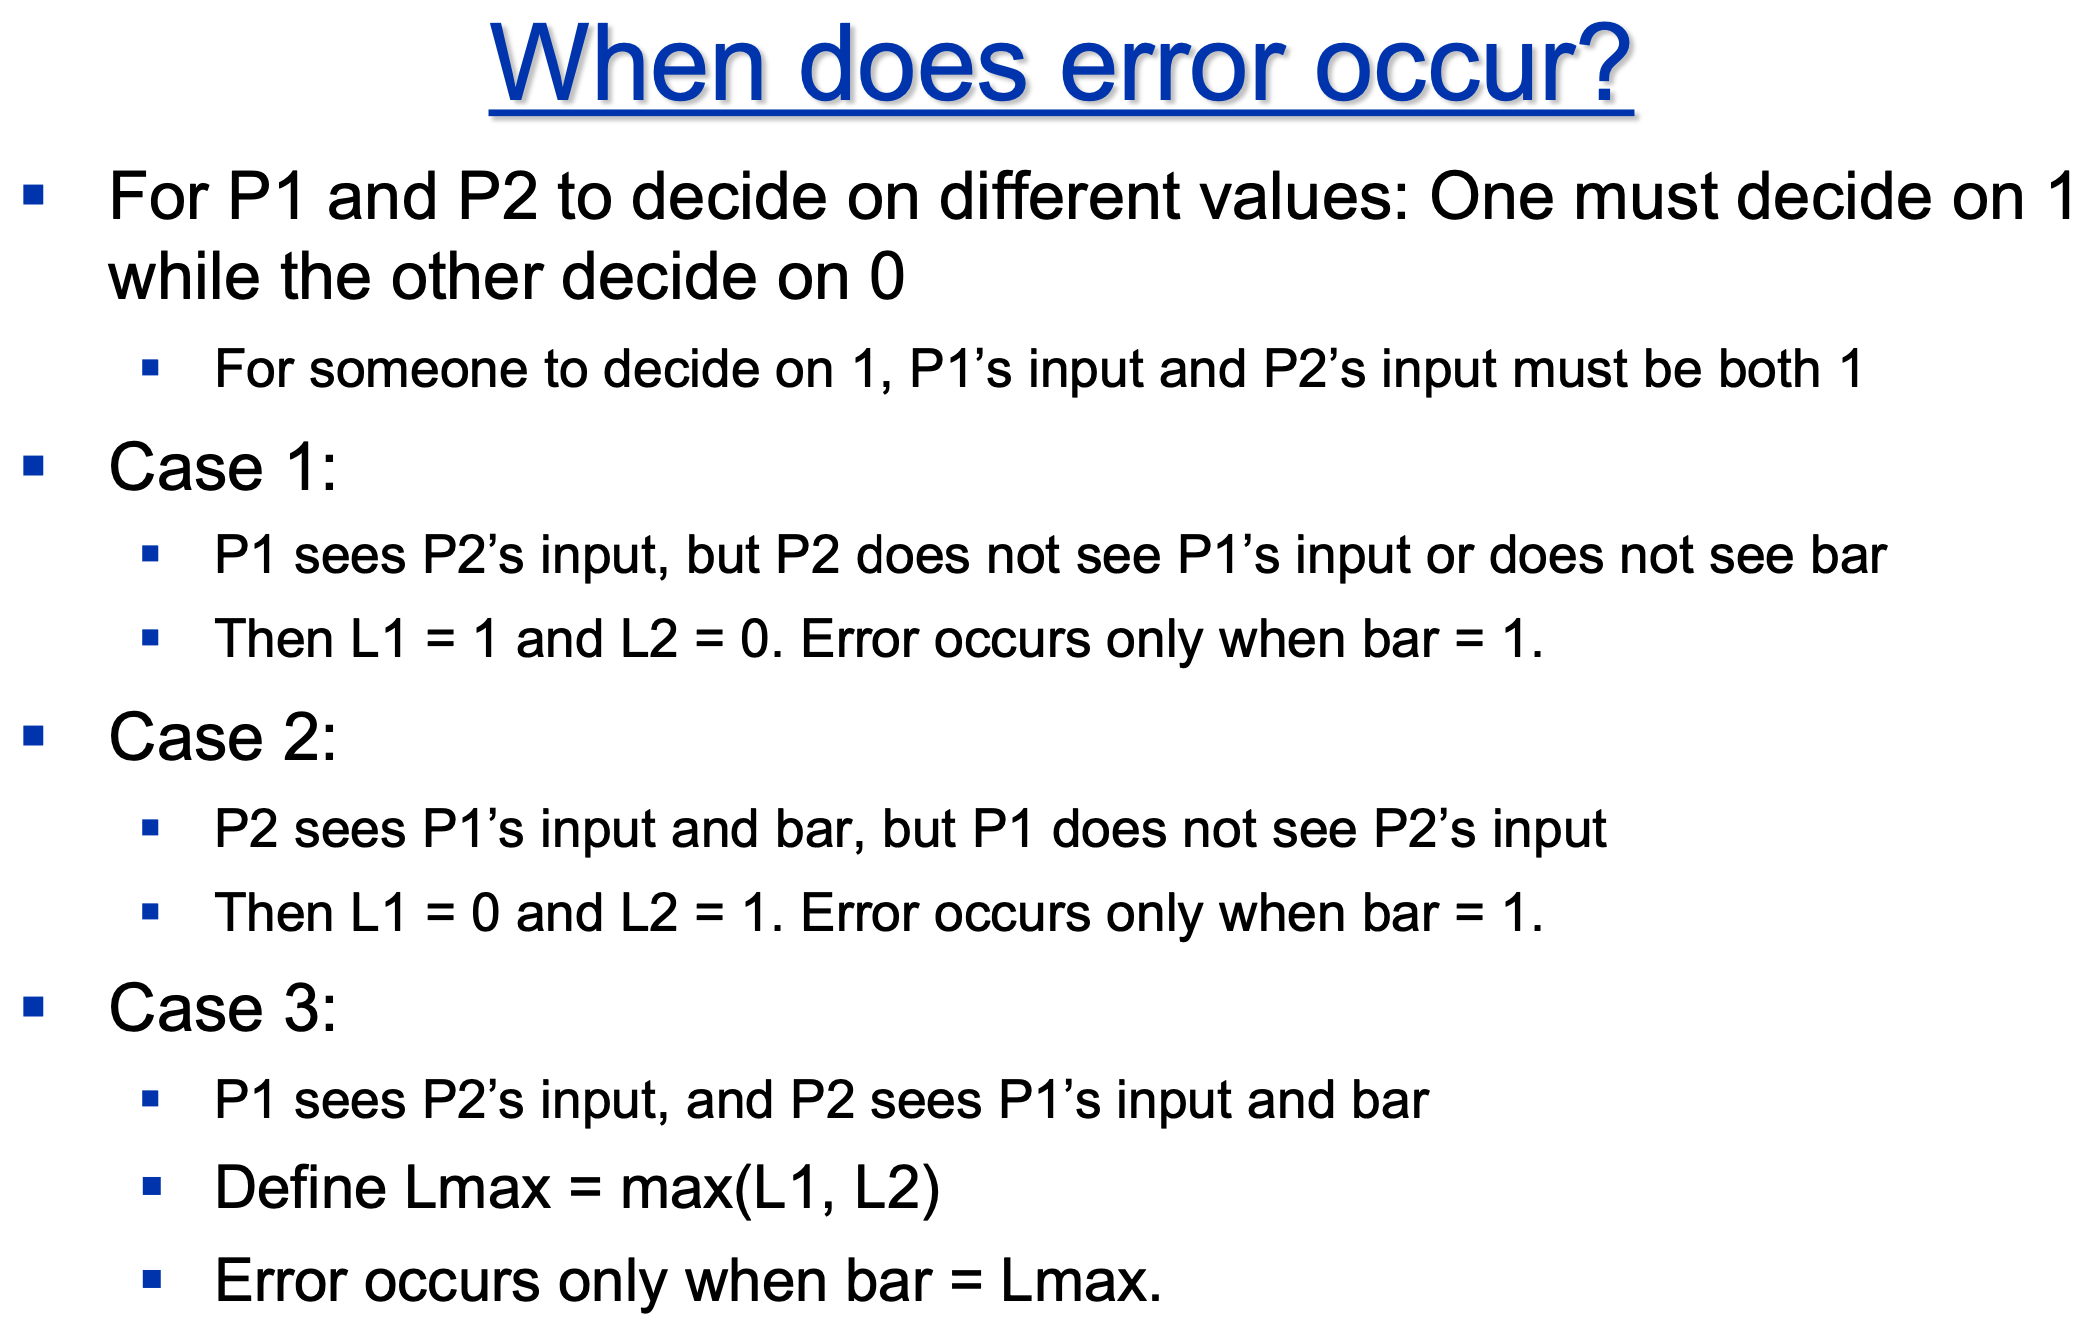 When does error occur?
For P1 and P2 to decide on different values: One must decide on 1
while the other decide on 0
For someone to decide on 1, P1’s input and P2’s input must be both 1
Case 1:
P1 sees P2’s input, but P2 does not see P1’s input or does not see bar
Then L1 = 1 and L2 = 0. Error occurs only when bar = 1.
Case 2:
P2 sees P1’s input and bar, but P1 does not see P2’s input
Then L1 = 0 and L2 = 1. Error occurs only when bar = 1.
Case 3:
P1 sees P2’s input, and P2 sees P1’s input and bar
Define Lmax = max(L1, L2)
Error occurs only when bar = Lmax.